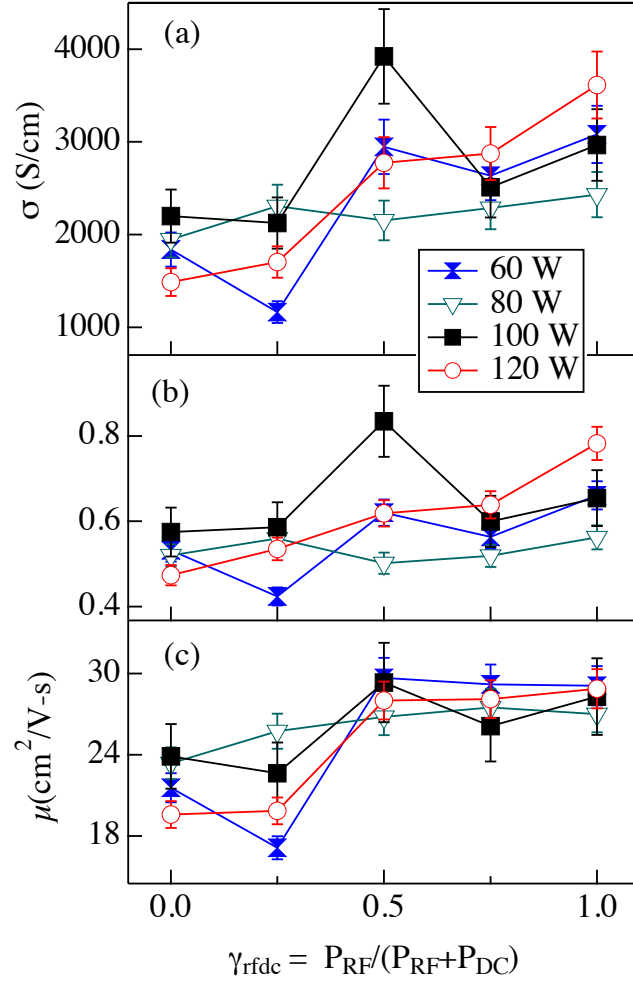 (a)
4000
3000
2000
1000
σ (S/cm)
60 W
80 W
100 W
120 W
(b)
0.8
0.6
0.4
(c)
30
24
18
μ(cm²/V-s)
0.0 0.5 1.0
γrfdc = PRF/(PRF+PDC)